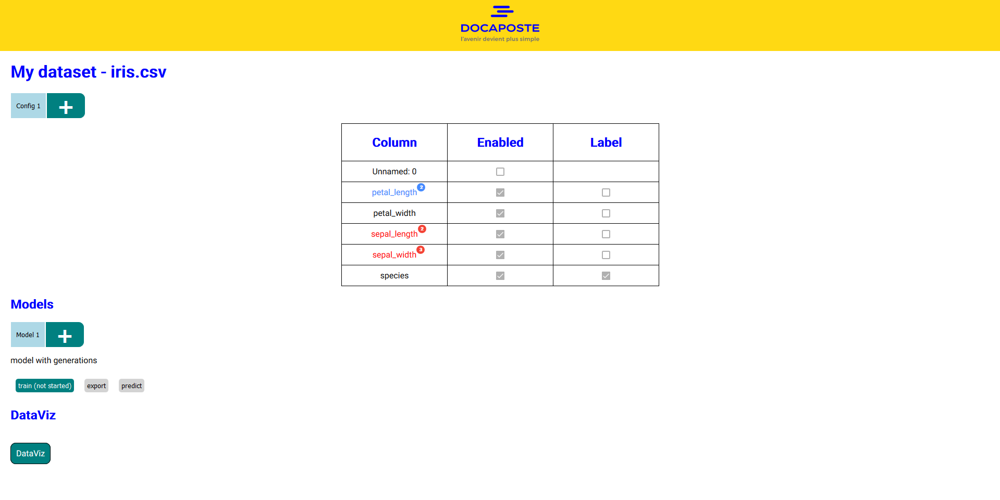 DOCAPOSTE
l'avenir devient plus simple
My dataset - iris.csv
Config 1 +
Column Enabled Label
Unnamed: 0
petal_length 2
petal_width
sepal_length 2
sepal_width 3
species
Models
Model 1 +
model with generations
train (not started) export predict
DataViz
DataViz